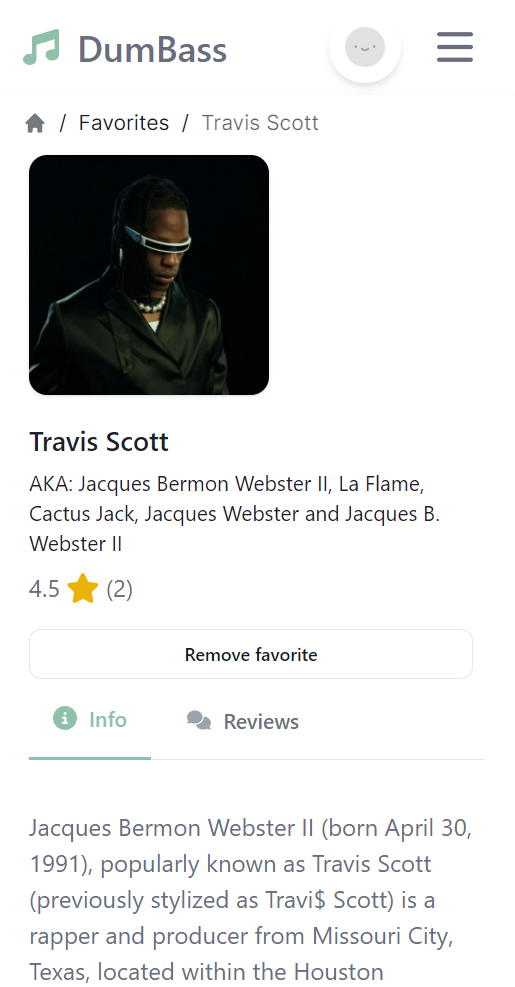 DumBass
/ Favorites / Travis Scott
Travis Scott
AKA: Jacques Bermon Webster II, La Flame,
Cactus Jack, Jacques Webster and Jacques B.
Webster II
4.5 (2)
Remove favorite
Info Reviews
Jacques Bermon Webster II (born April 30,
1991), popularly known as Travis Scott
(previously stylized as Travi$ Scott) is a
rapper and producer from Missouri City,
Texas, located within the Houston